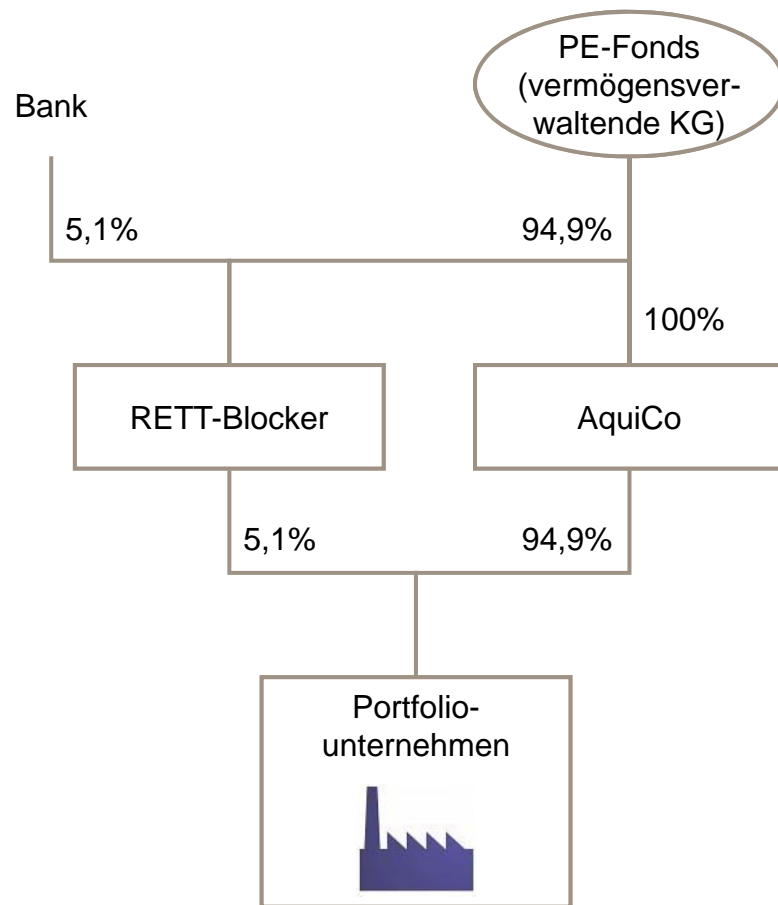 PE-Fonds
(vermögensver-
waltende KG)
Bank
5,1%
94,9%
100%
RETT-Blocker
AquiCo
5,1%
94,9%
Portfolio-
unternehmen